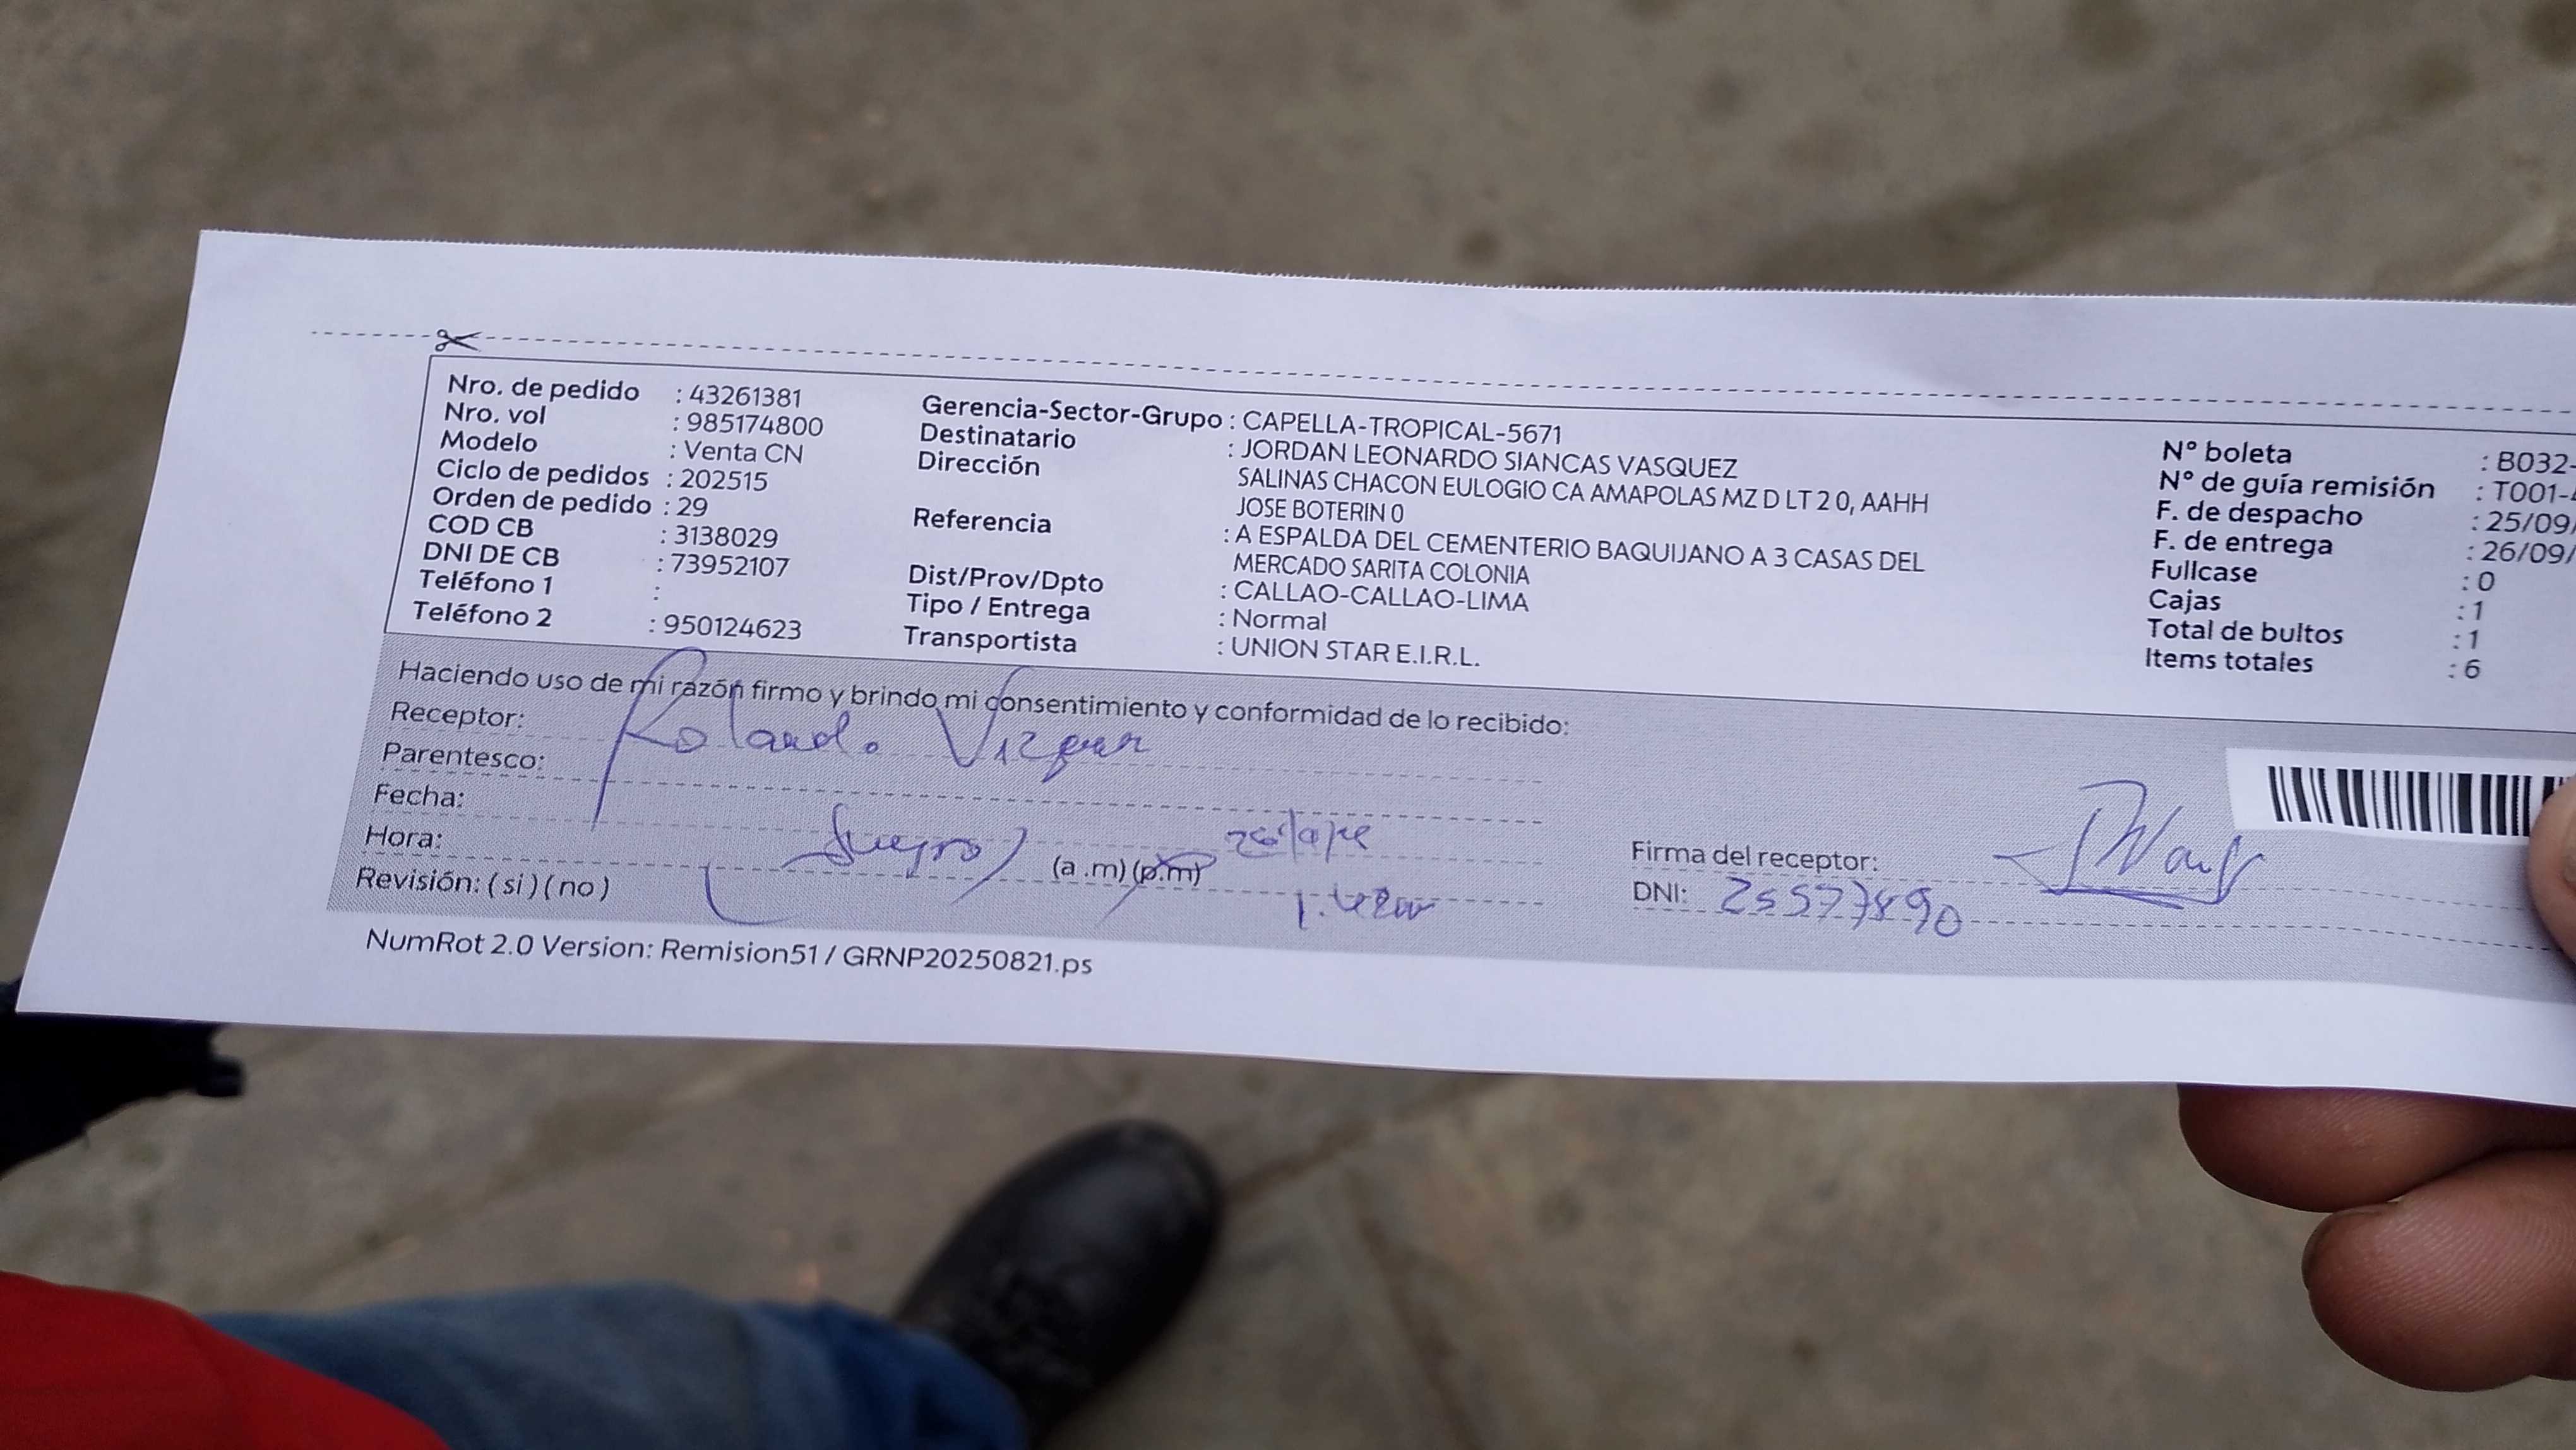 Nro. de pedido : 43261381
Nro. vol : 985174800
Modelo : Venta CN
Ciclo de pedidos : 202515
Orden de pedido : 29
COD CB : 3138029
DNI DE CB : 73952107
Teléfono 1 :
Teléfono 2 : 950124623
Gerencia-Sector-Grupo : CAPELLA-TROPICAL-5671
Destinatario : JORDAN LEONARDO SIANCAS VASQUEZ
Dirección SALINAS CHACON EULOGIO CA AMAPOLAS MZ D LT 2 0, AAHH
JOSE BOTERIN 0
Referencia : A ESPALDA DEL CEMENTERIO BAQUIJANO A 3 CASAS DEL
MERCADO SARITA COLONIA
Dist/Prov/Dpto : CALLAO-CALLAO-LIMA
Tipo / Entrega : Normal
Transportista : UNION STAR E.I.R.L.
N° boleta : B032-
N° de guía remisión : T001-
F. de despacho : 25/09/
F. de entrega : 26/09/
Fullcase : 0
Cajas : 1
Total de bultos : 1
Items totales : 6
Haciendo uso de mi razón firmo y brindo mi consentimiento y conformidad de lo recibido:
Receptor: Rolando
Parentesco:
Fecha: Suegro
Hora: (a .m) (p.m)
Revisión: ( si ) ( no )
Firma del receptor:
DNI: 25577890
NumRot 2.0 Version: Remision51 / GRNP20250821.ps